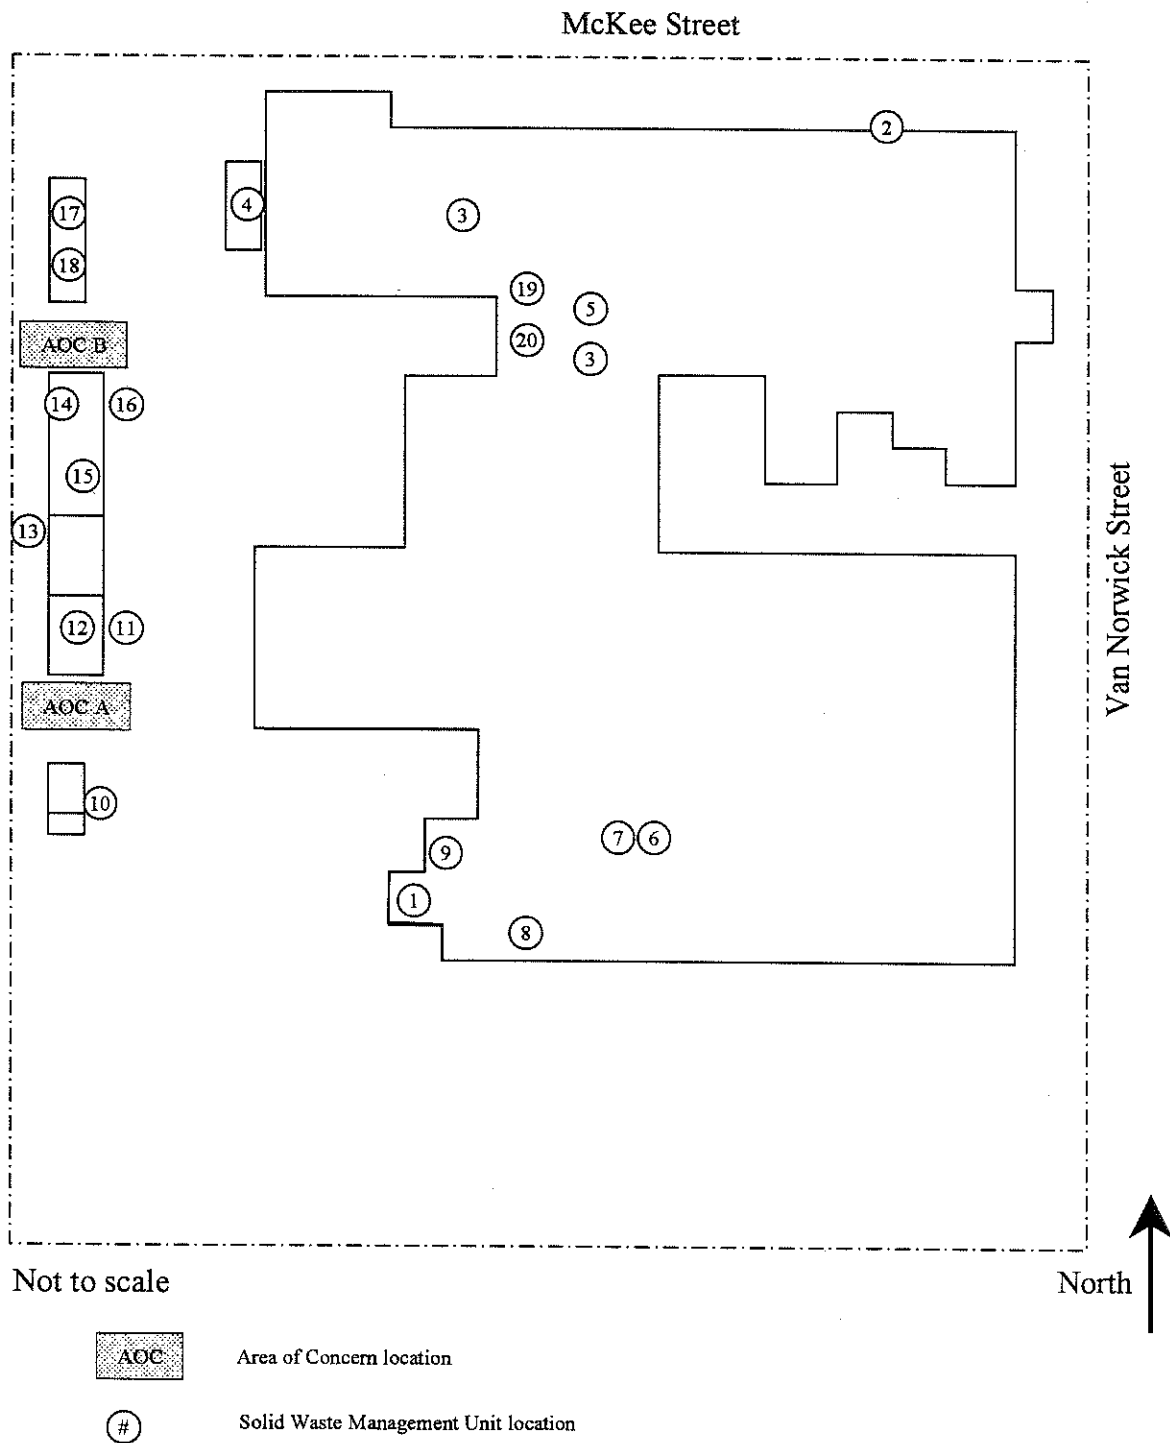 McKee Street
2
4
17
3
18
19
5
20
AOC B
3
14
16
15
Van Norwick Street
13
12
11
AOC A
10
7
6
9
1
8
Not to scale
North
AOC
Area of Concern location
#
Solid Waste Management Unit location